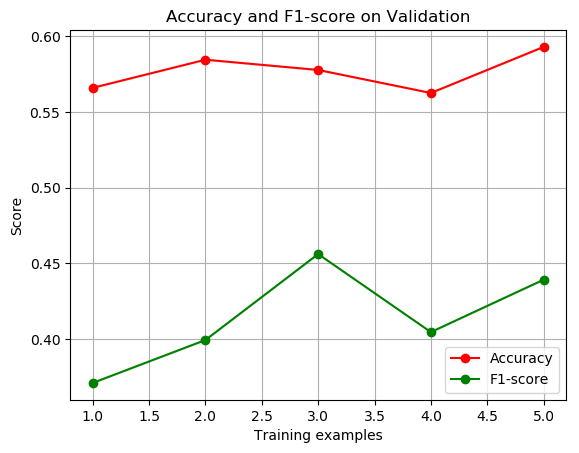 Accuracy and F1-score on Validation
0.60
0.55
0.50
0.45
0.40
Score
Accuracy
F1-score
1.0 1.5 2.0 2.5 3.0 3.5 4.0 4.5 5.0
Training examples